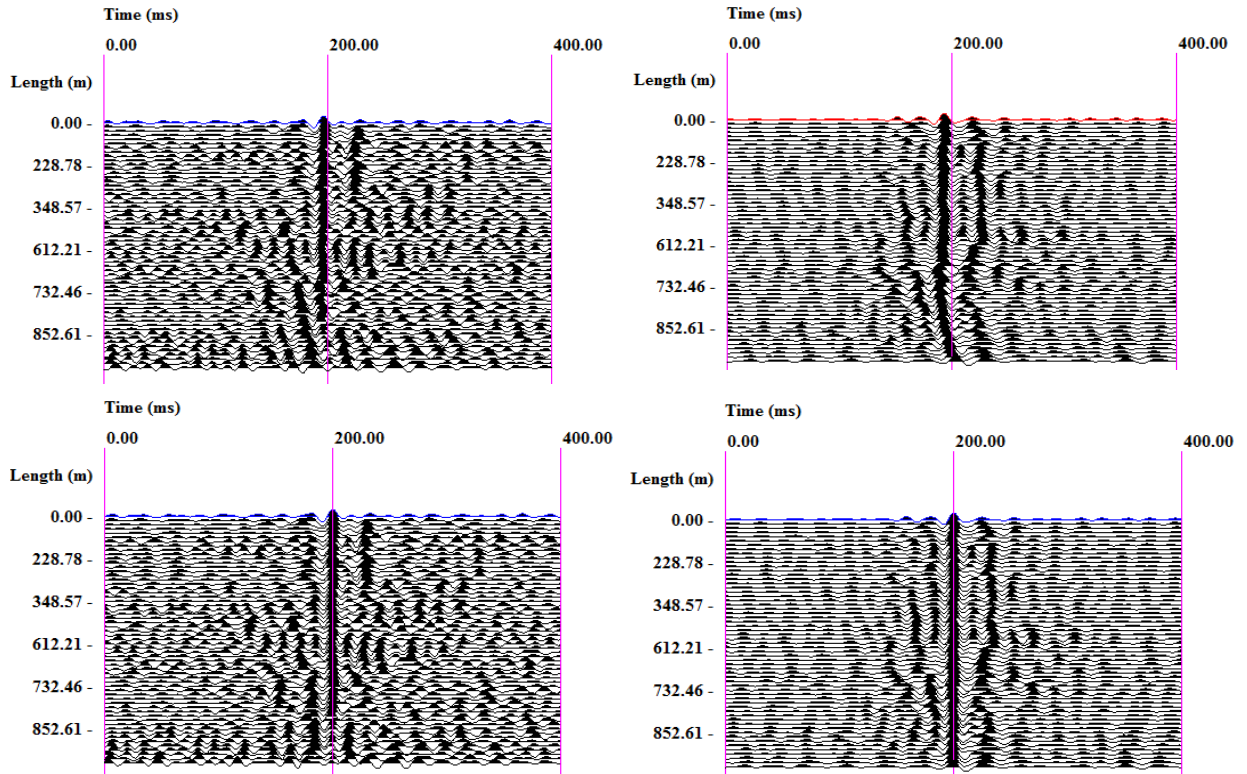 Time (ms)
0.00 200.00 400.00
Length (m)
0.00 -
228.78 -
348.57 -
612.21 -
732.46 -
852.61 -
Time (ms)
0.00 200.00 400.00
Length (m)
0.00 -
228.78 -
348.57 -
612.21 -
732.46 -
852.61 -
Time (ms)
0.00 200.00 400.00
Length (m)
0.00 -
228.78 -
348.57 -
612.21 -
732.46 -
852.61 -
Time (ms)
0.00 200.00 400.00
Length (m)
0.00 -
228.78 -
348.57 -
612.21 -
732.46 -
852.61 -